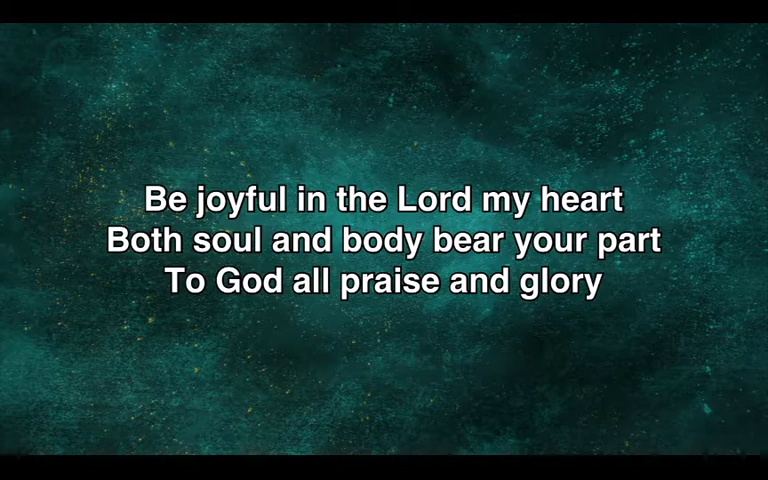 Be joyful in the Lord my heart
Both soul and body bear your part
To God all praise and glory